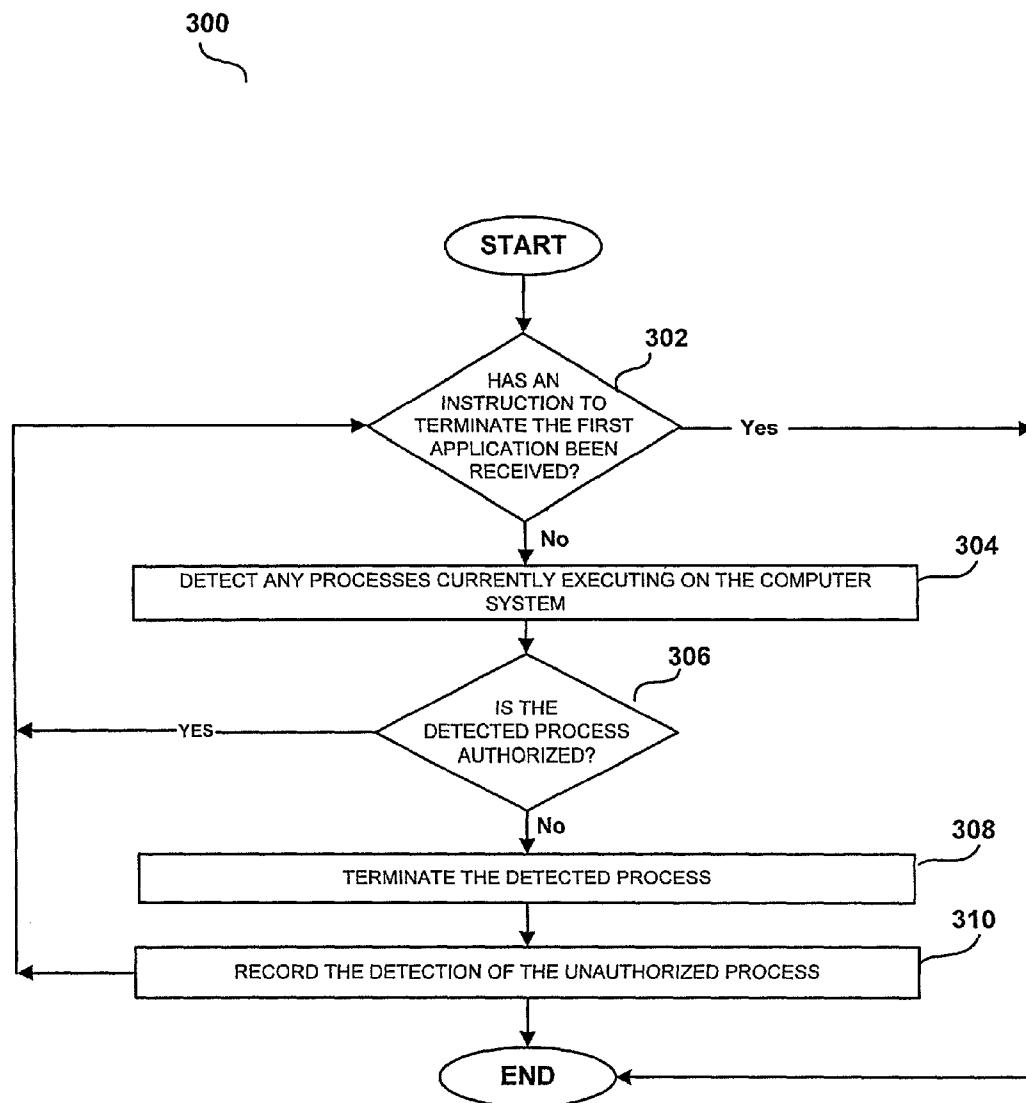 300
START
302
HAS AN
INSTRUCTION TO
TERMINATE THE FIRST
APPLICATION BEEN
RECEIVED?
Yes
No
304
DETECT ANY PROCESSES CURRENTLY EXECUTING ON THE COMPUTER
SYSTEM
306
IS THE
DETECTED PROCESS
AUTHORIZED?
YES
No
308
TERMINATE THE DETECTED PROCESS
310
RECORD THE DETECTION OF THE UNAUTHORIZED PROCESS
END